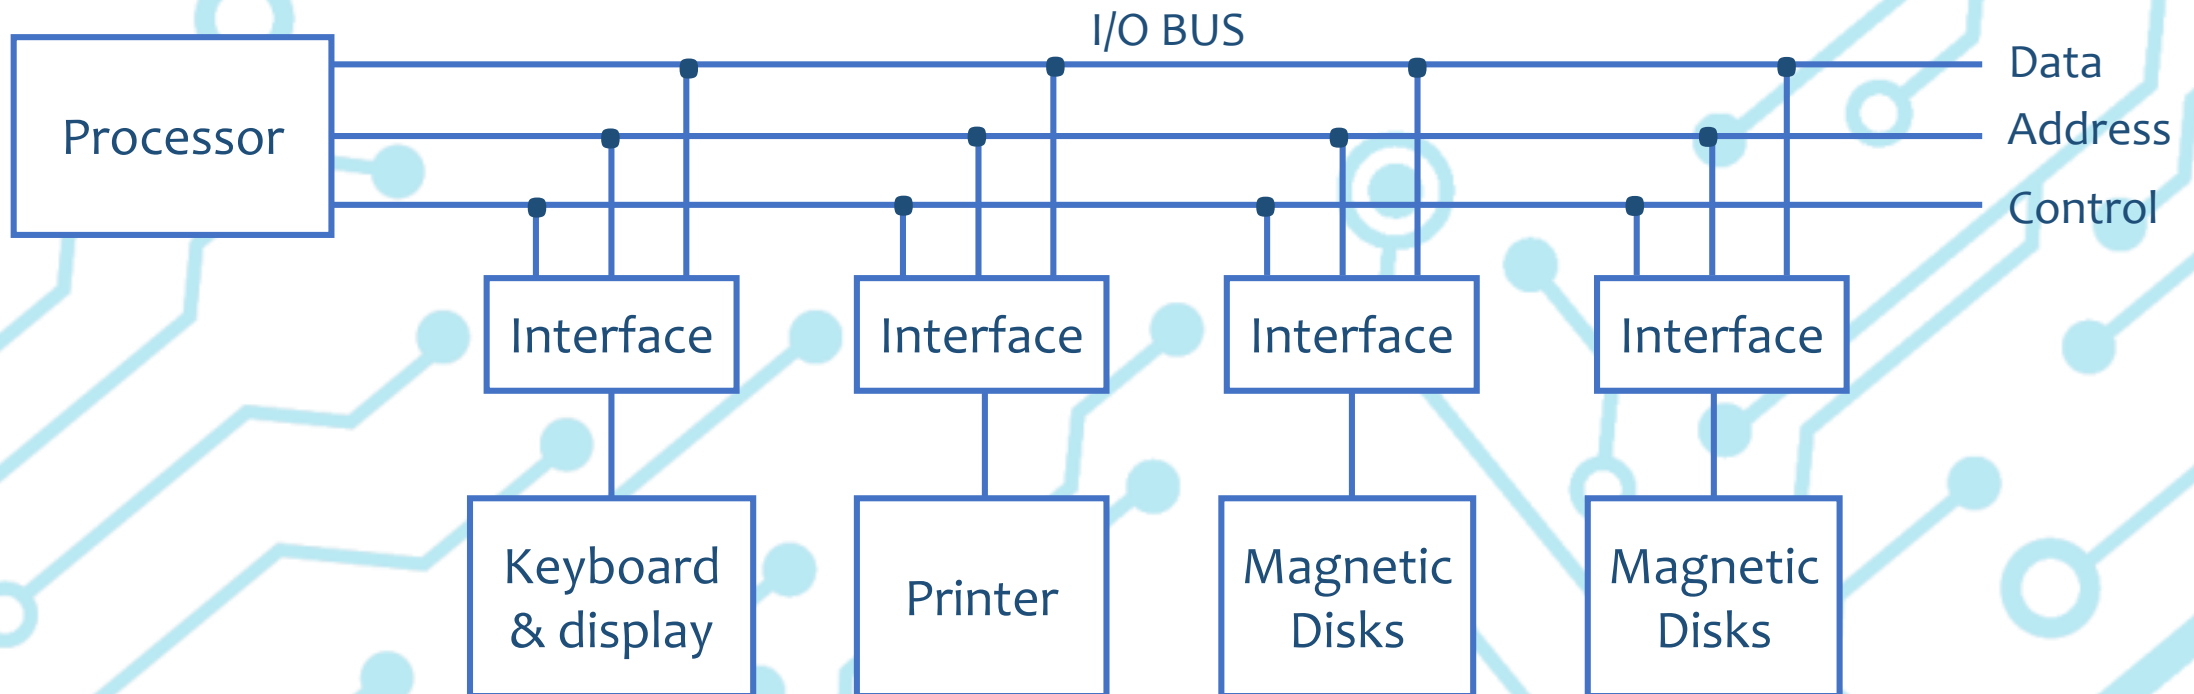 I/O BUS
Data
Processor
Address
Control
Interface
Interface
Interface
Interface
Keyboard
& display
Printer
Magnetic
Disks
Magnetic
Disks